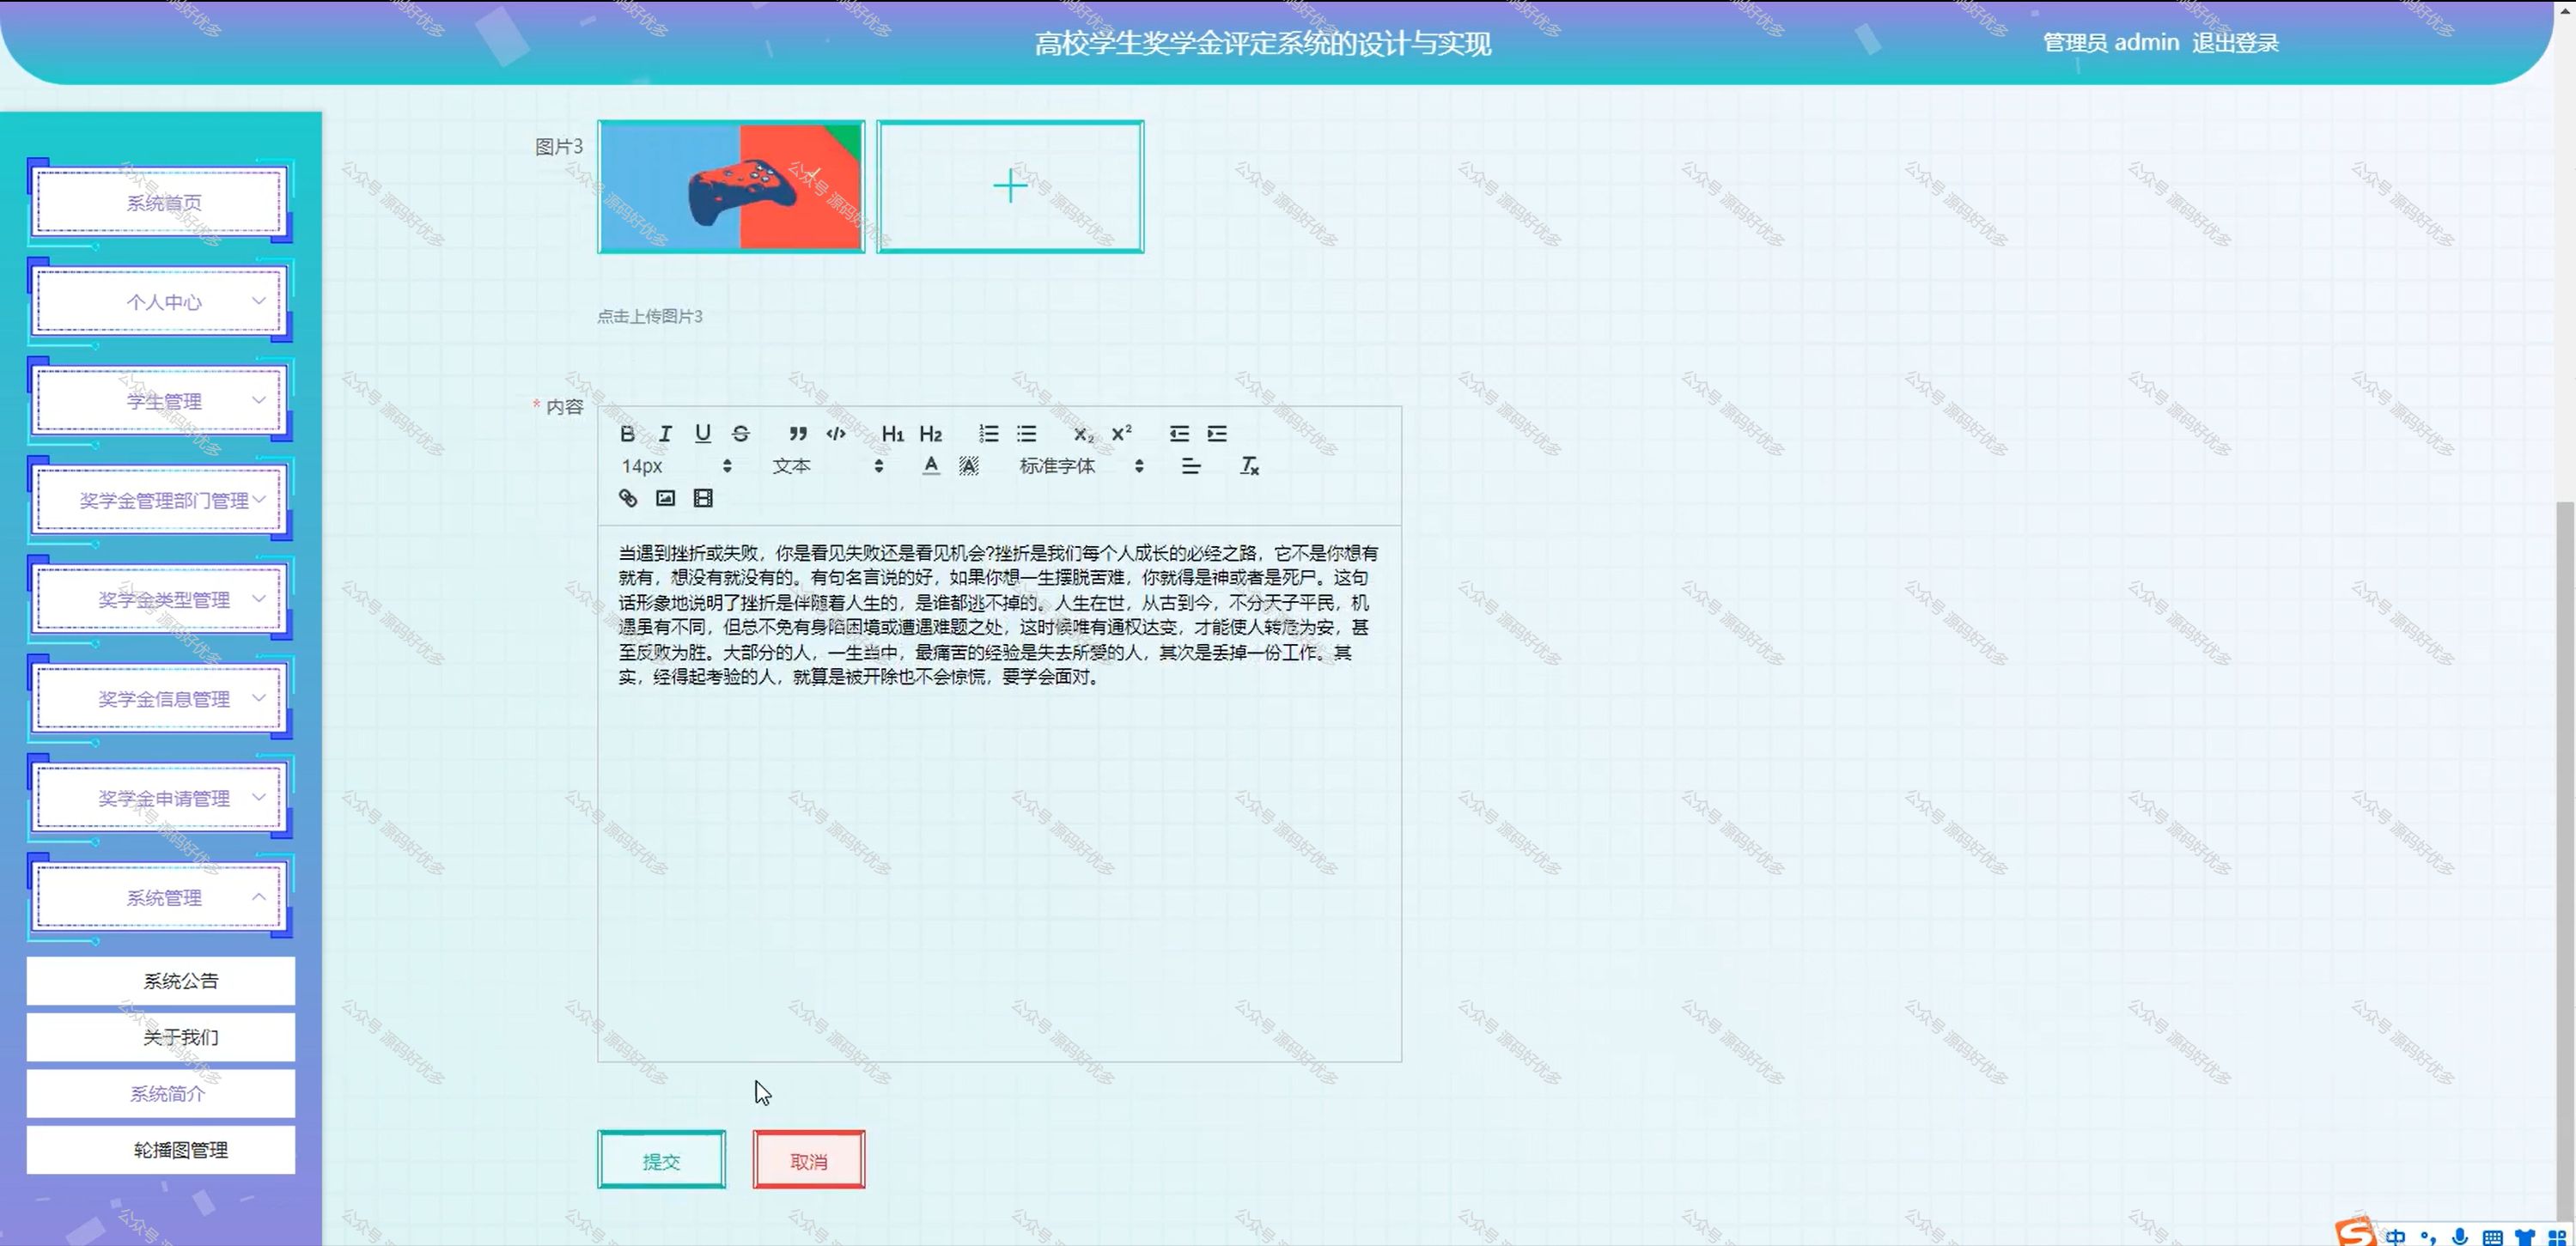 高校学生奖学金评定系统的设计与实现
管理员 admin 退出登录
系统首页
个人中心
学生管理
奖学金管理部门管理
奖学金类型管理
奖学金信息管理
奖学金申请管理
系统管理
系统公告
关于我们
系统简介
轮播图管理
图片3
点击上传图片3
* 内容
B I U S H1 H2 X2 X2
14px 文本 A A 标准字体 Tx
当遇到挫折或失败，你是看见失败还是看见机会?挫折是我们每个人成长的必经之路，它不是你想有
就有，想没有就没有的。有句名言说的好，如果你想一生摆脱苦难，你就得是神或者是死尸。这句
话形象地说明了挫折是伴随着人生的，是谁都逃不掉的。人生在世，从古到今，不分天子平民，机
遇虽有不同，但总不免有身陷困境或遭遇难题之处，这时候唯有通权达变，才能使人转危为安，甚
至反败为胜。大部分的人，一生当中，最痛苦的经验是失去所爱的人，其次是丢掉一份工作。其
实，经得起考验的人，就算是被开除也不会惊慌，要学会面对。
提交
取消
公众号 源码好优多
中